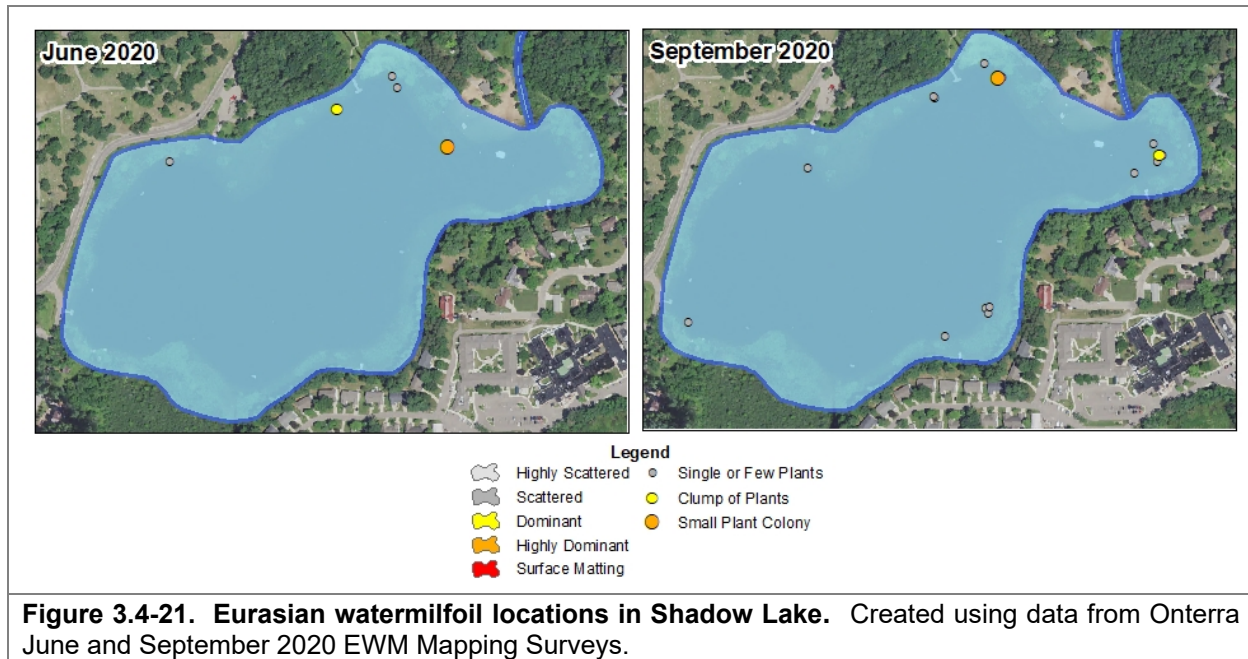 June 2020
September 2020
Legend
Highly Scattered
Scattered
Dominant
Highly Dominant
Surface Matting
Single or Few Plants
Clump of Plants
Small Plant Colony
Figure 3.4-21. Eurasian watermilfoil locations in Shadow Lake. Created using data from Onterra
June and September 2020 EWM Mapping Surveys.